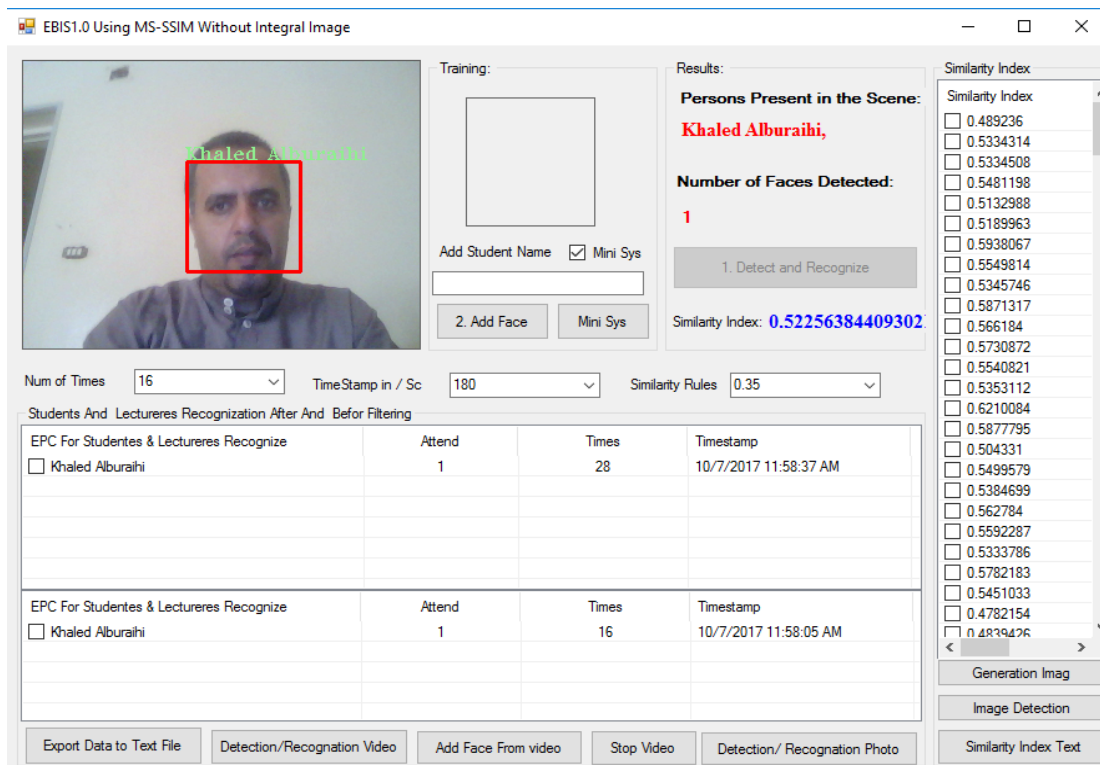 EBIS1.0 Using MS-SSIM Without Integral Image
Khaled Alburaihi
Training:
Add Student Name
Mini Sys
2. Add Face
Mini Sys
Results:
Persons Present in the Scene:
Khaled Alburaihi,
Number of Faces Detected:
1
1. Detect and Recognize
Similarity Index: 0.52256384409302
Num of Times 16 TimeStamp in / Sc 180 Similarity Rules 0.35
Students And Lectureres Recognization After And Befor Filtering
EPC For Studentes & Lectureres Recognize Attend Times Timestamp
Khaled Alburaihi 1 28 10/7/2017 11:58:37 AM
EPC For Studentes & Lectureres Recognize Attend Times Timestamp
Khaled Alburaihi 1 16 10/7/2017 11:58:05 AM
Export Data to Text File
Detection/Recognation Video
Add Face From video
Stop Video
Detection/ Recognation Photo
Similarity Index
Similarity Index
0.489236
0.5334314
0.5334508
0.5481198
0.5132988
0.5189963
0.5938067
0.5549814
0.5345746
0.5871317
0.566184
0.5730872
0.5540821
0.5353112
0.6210084
0.5877795
0.504331
0.5499579
0.5384699
0.562784
0.5592287
0.5333786
0.5782183
0.5451033
0.4782154
0.4839426
Generation Imag
Image Detection
Similarity Index Text